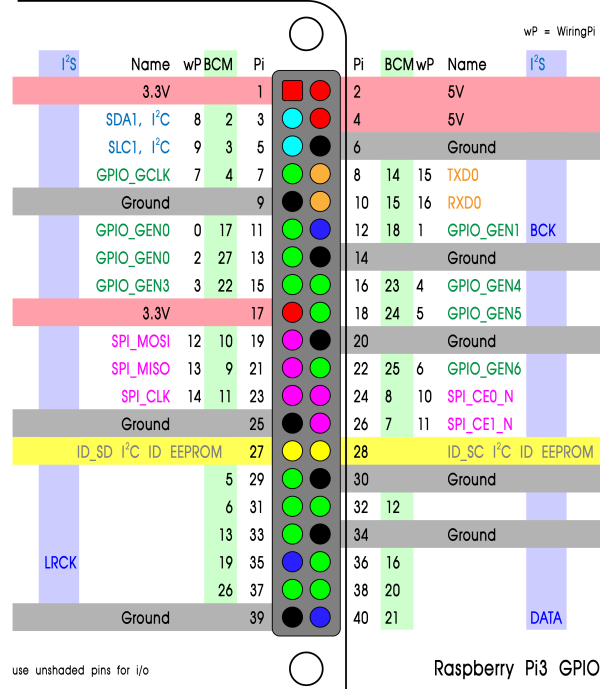 wP = WiringPi
I²S Name wP BCM Pi Pi BCM wP Name I²S
3.3V 1 2 5V
SDA1, I²C 8 2 3 4 5V
SLC1, I²C 9 3 5 6 Ground
GPIO_GCLK 7 4 7 8 14 15 TXD0
Ground 9 10 15 16 RXD0
GPIO_GEN0 0 17 11 12 18 1 GPIO_GEN1 BCK
GPIO_GEN0 2 27 13 14 Ground
GPIO_GEN3 3 22 15 16 23 4 GPIO_GEN4
3.3V 17 18 24 5 GPIO_GEN5
SPI_MOSI 12 10 19 20 Ground
SPI_MISO 13 9 21 22 25 6 GPIO_GEN6
SPI_CLK 14 11 23 24 8 10 SPI_CE0_N
Ground 25 26 7 11 SPI_CE1_N
ID_SD I²C ID EEPROM 27 28 ID_SC I²C ID EEPROM
5 29 30 Ground
6 31 32 12
13 33 34 Ground
LRCK 19 35 36 16
26 37 38 20
Ground 39 40 21 DATA
use unshaded pins for i/o Raspberry Pi3 GPIO